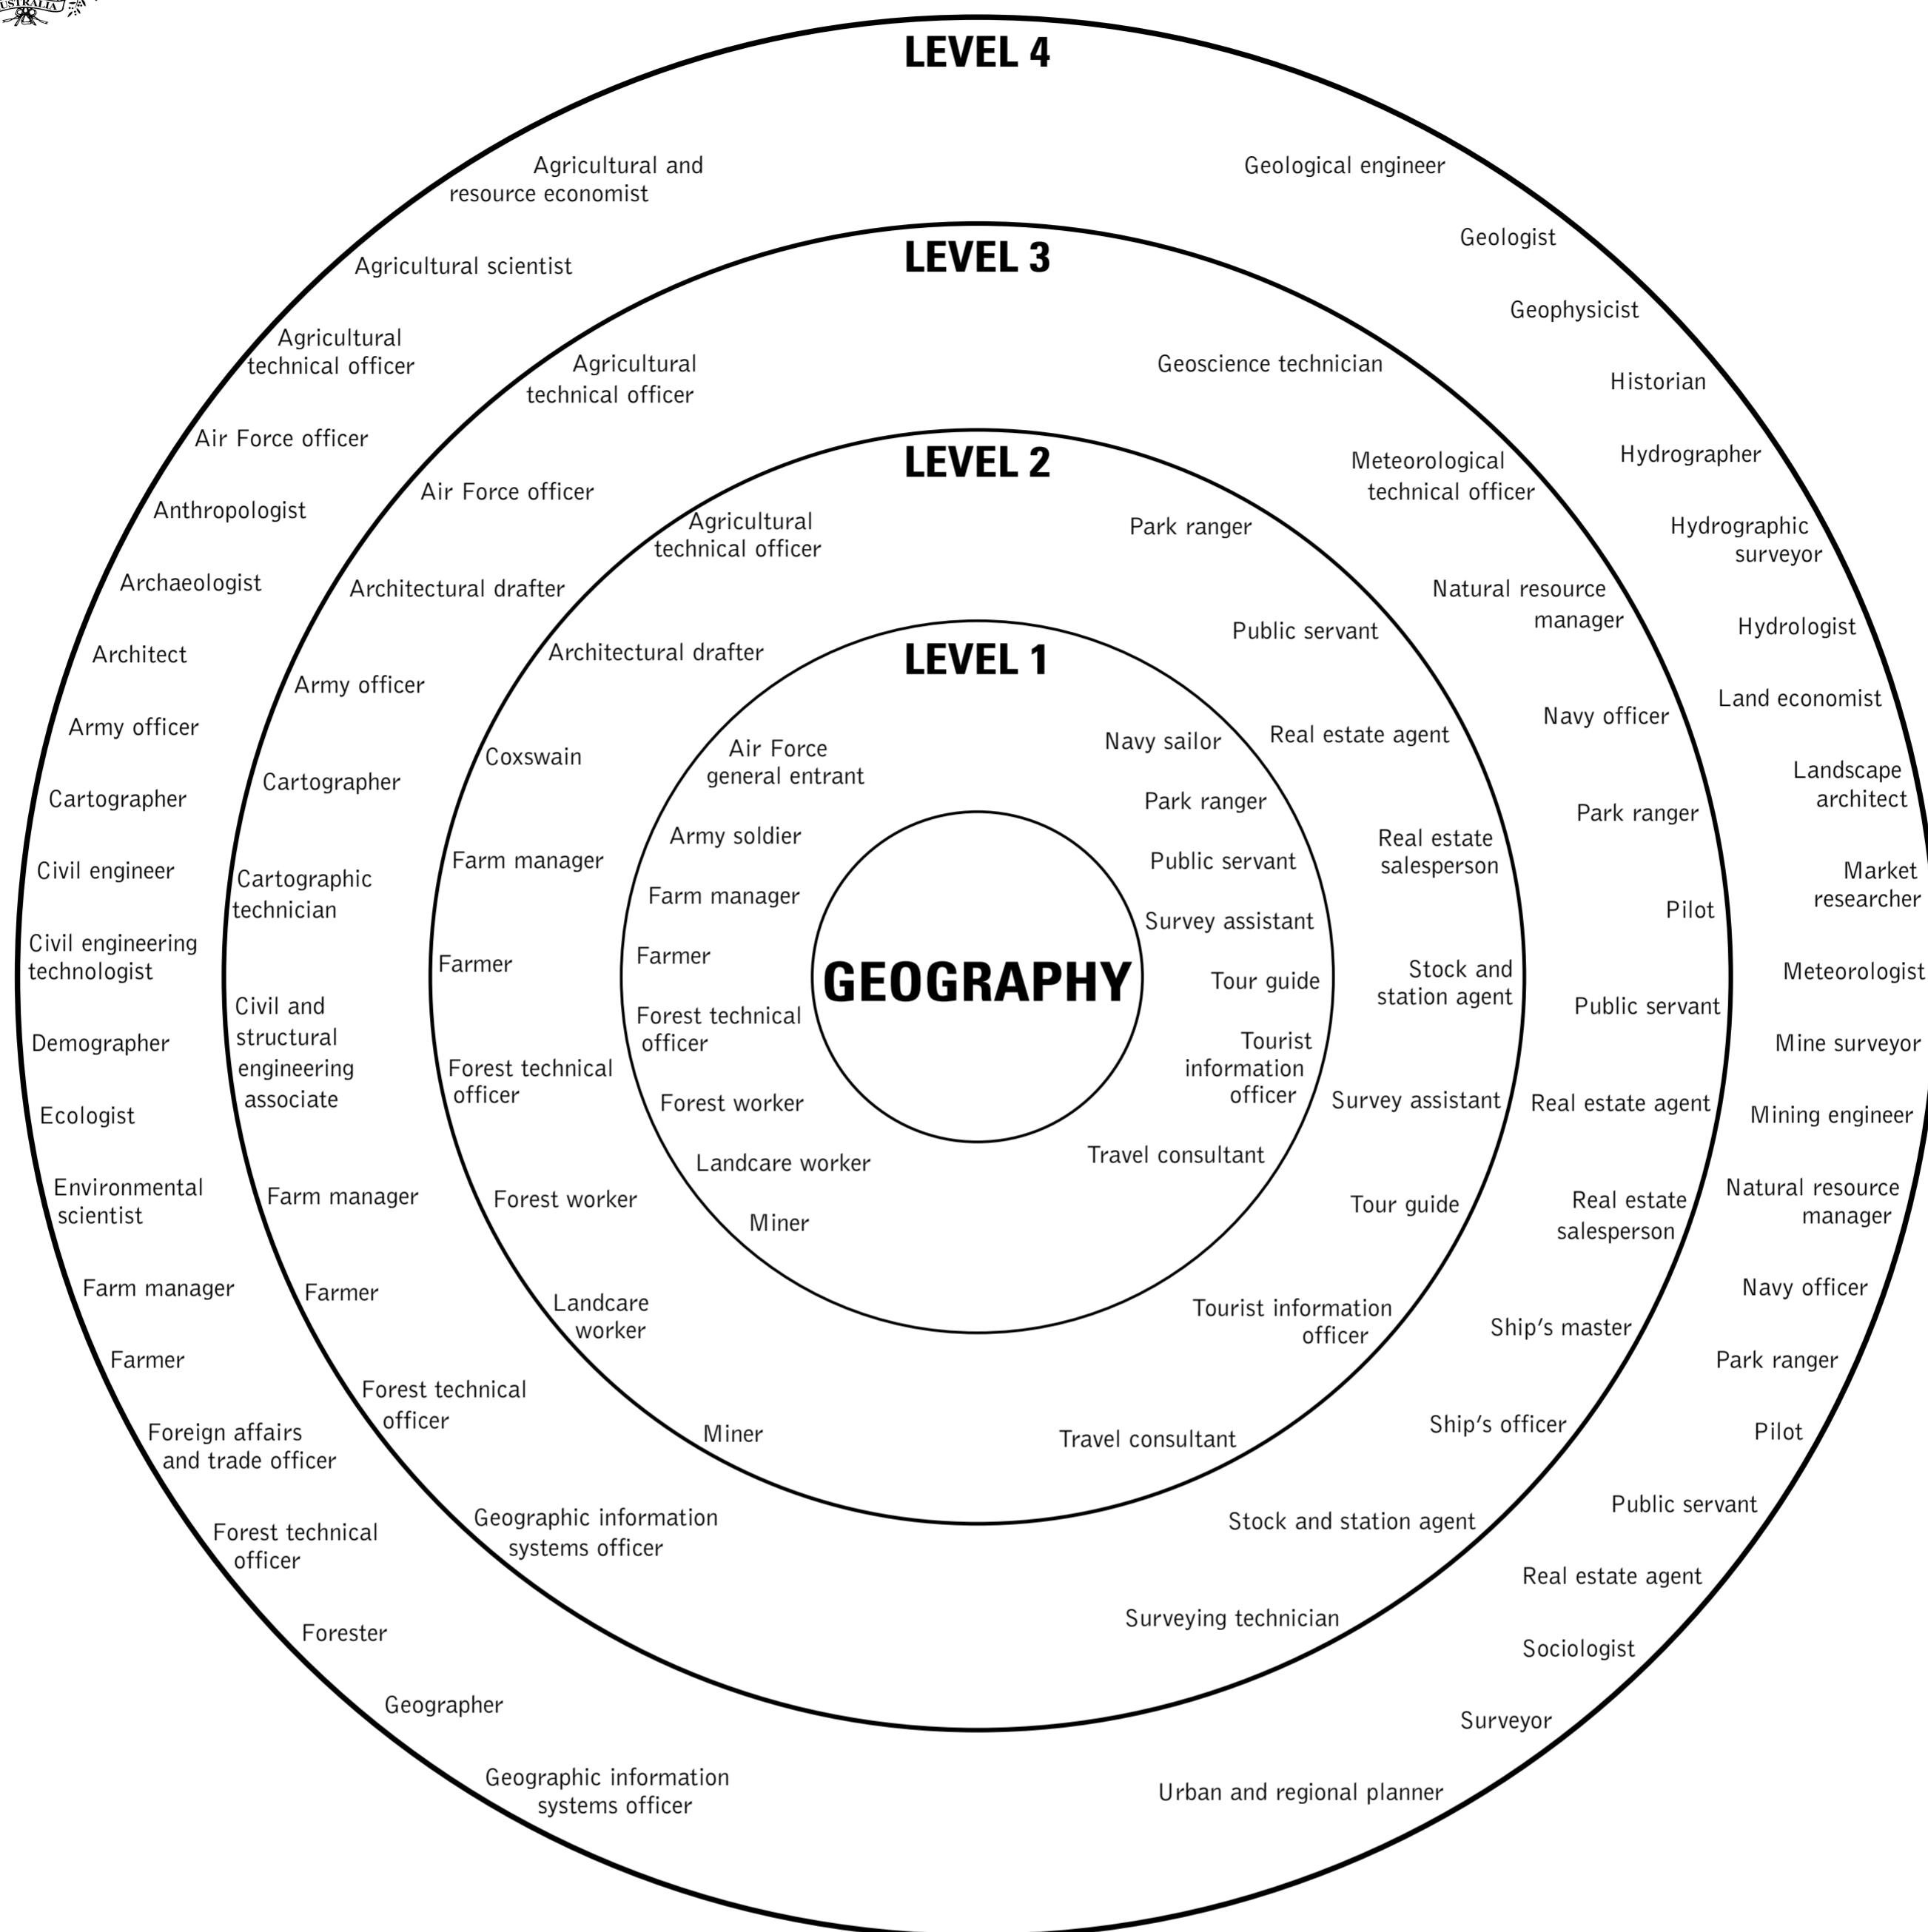 USTRALIA
LEVEL 4
Agricultural and
resource economist
Agricultural scientist
Agricultural
technical officer
Air Force officer
Anthropologist
Archaeologist
Architect
Army officer
Cartographer
Civil engineer
Civil engineering
technologist
Demographer
Ecologist
Environmental
scientist
Farm manager
Farmer
Foreign affairs
and trade officer
Forest technical
officer
Forester
Geographer
Geographic information
systems officer
Geological engineer
Geologist
Geophysicist
Historian
Hydrographer
Hydrographic
surveyor
Hydrologist
Land economist
Landscape
architect
Market
researcher
Meteorologist
Mine surveyor
Mining engineer
Natural resource
manager
Navy officer
Park ranger
Pilot
Public servant
Real estate agent
Sociologist
Surveyor
Urban and regional planner
LEVEL 3
Agricultural
technical officer
Air Force officer
Architectural drafter
Army officer
Cartographer
Cartographic
technician
Civil and
structural
engineering
associate
Farm manager
Farmer
Forest technical
officer
Geographic information
systems officer
Geoscience technician
Meteorological
technical officer
Natural resource
manager
Navy officer
Park ranger
Pilot
Public servant
Real estate agent
Real estate
salesperson
Ship's master
Ship's officer
Stock and station agent
Surveying technician
LEVEL 2
Agricultural
technical officer
Architectural drafter
Coxswain
Farm manager
Farmer
Forest technical
officer
Forest worker
Landcare
worker
Miner
Park ranger
Public servant
Real estate agent
Real estate
salesperson
Stock and
station agent
Survey assistant
Tour guide
Tourist information
officer
Travel consultant
LEVEL 1
Air Force
general entrant
Army soldier
Farm manager
Farmer
Forest technical
officer
Forest worker
Landcare worker
Miner
Navy sailor
Park ranger
Public servant
Survey assistant
Tour guide
Tourist
information
officer
Travel consultant
GEOGRAPHY